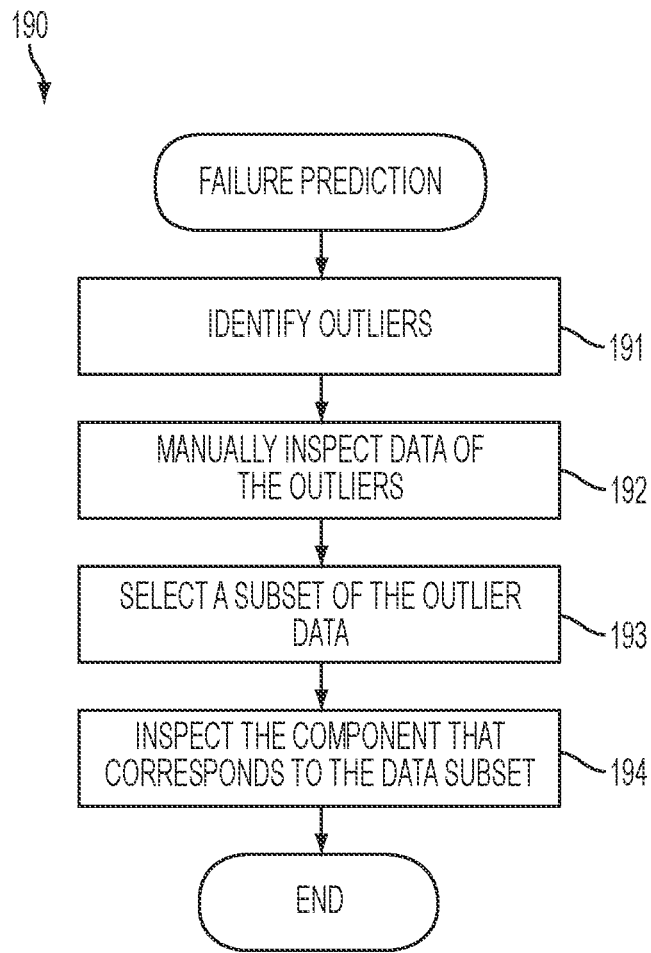 190
FAILURE PREDICTION
IDENTIFY OUTLIERS
191
MANUALLY INSPECT DATA OF
THE OUTLIERS
192
SELECT A SUBSET OF THE OUTLIER
DATA
193
INSPECT THE COMPONENT THAT
CORRESPONDS TO THE DATA SUBSET
194
END